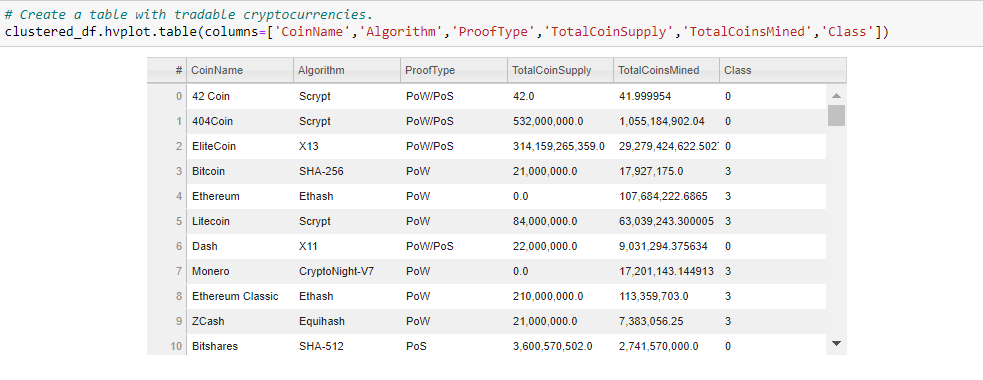 # Create a table with tradable cryptocurrencies.
clustered_df.hvplot.table(columns=['CoinName','Algorithm','ProofType','TotalCoinSupply','TotalCoinsMined','Class'])
# CoinName Algorithm ProofType TotalCoinSupply TotalCoinsMined Class
0 42 Coin Scrypt PoW/PoS 42.0 41.999954 0
1 404Coin Scrypt PoW/PoS 532,000,000.0 1,055,184,902.04 0
2 EliteCoin X13 PoW/PoS 314,159,265,359.0 29,279,424,622.502 0
3 Bitcoin SHA-256 PoW 21,000,000.0 17,927,175.0 3
4 Ethereum Ethash PoW 0.0 107,684,222.6865 3
5 Litecoin Scrypt PoW 84,000,000.0 63,039,243.300005 3
6 Dash X11 PoW/PoS 22,000,000.0 9,031,294.375634 0
7 Monero CryptoNight-V7 PoW 0.0 17,201,143.144913 3
8 Ethereum Classic Ethash PoW 210,000,000.0 113,359,703.0 3
9 ZCash Equihash PoW 21,000,000.0 7,383,056.25 3
10 Bitshares SHA-512 PoS 3,600,570,502.0 2,741,570,000.0 0